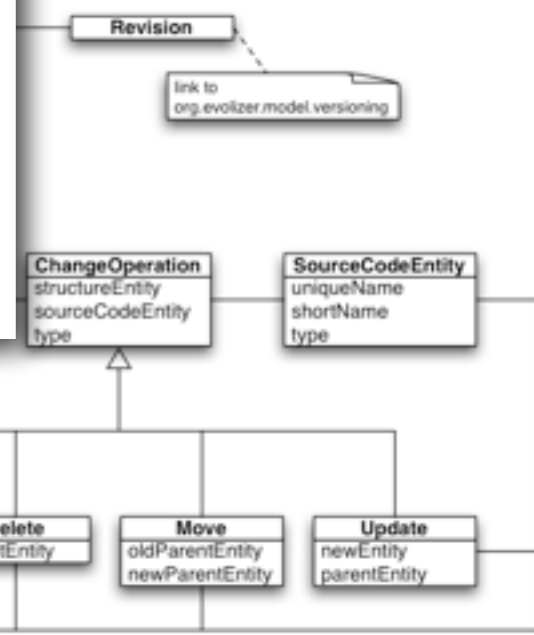 Revision
link to
org.evolizer.model.versioning
ChangeOperation
structureEntity
sourceCodeEntity
type
SourceCodeEntity
uniqueName
shortName
type
elete
tEntity
Move
oldParentEntity
newParentEntity
Update
newEntity
parentEntity